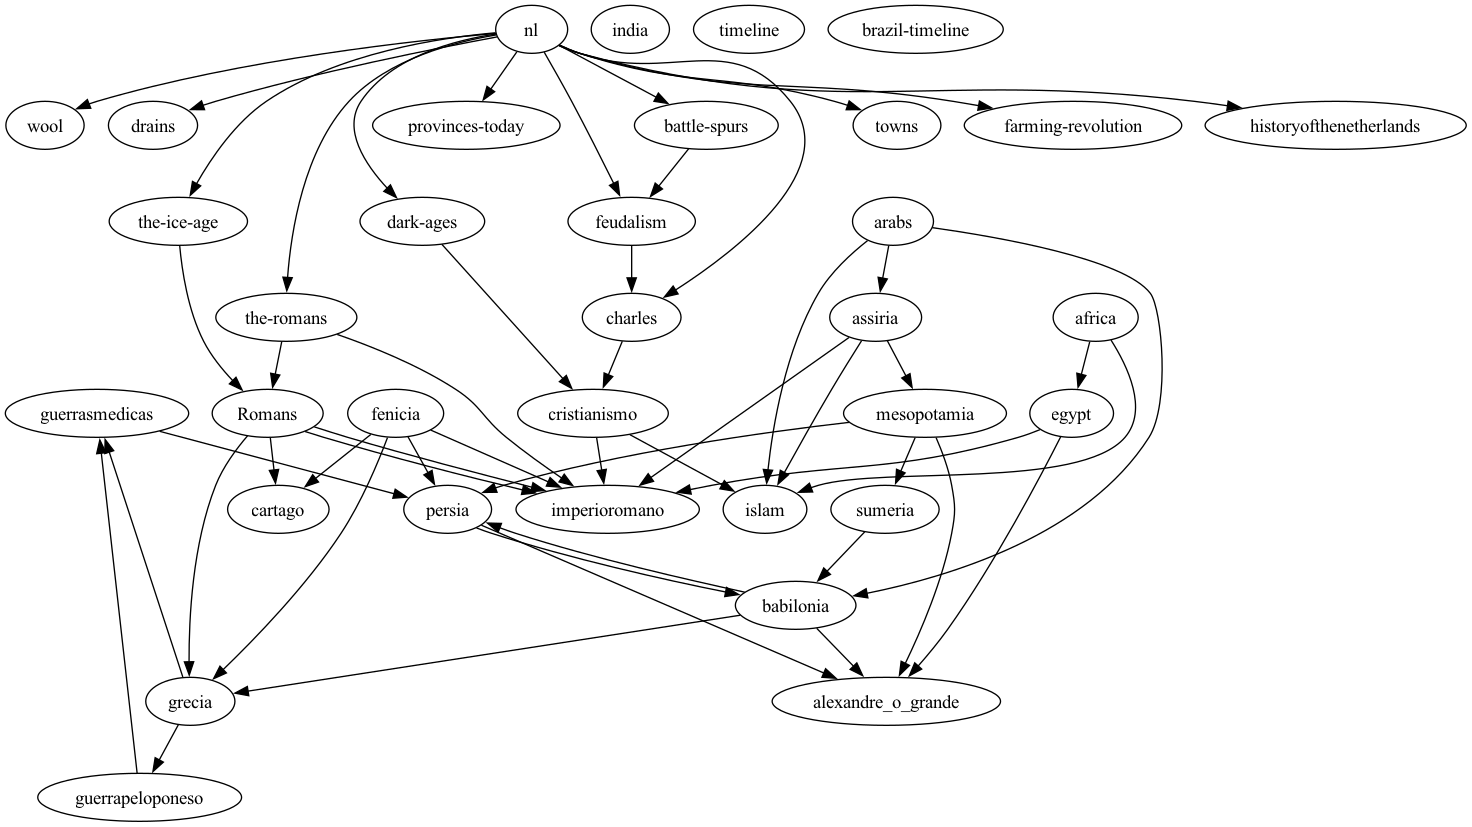 nl
india
timeline
brazil-timeline
wool
drains
provinces-today
battle-spurs
towns
farming-revolution
historyofthenetherlands
the-ice-age
dark-ages
feudalism
arabs
the-romans
charles
assiria
africa
guerrasmedicas
Romans
fenicia
cristianismo
mesopotamia
egypt
cartago
persia
imperioromano
islam
sumeria
babilonia
grecia
alexandre_o_grande
guerrapeloponeso